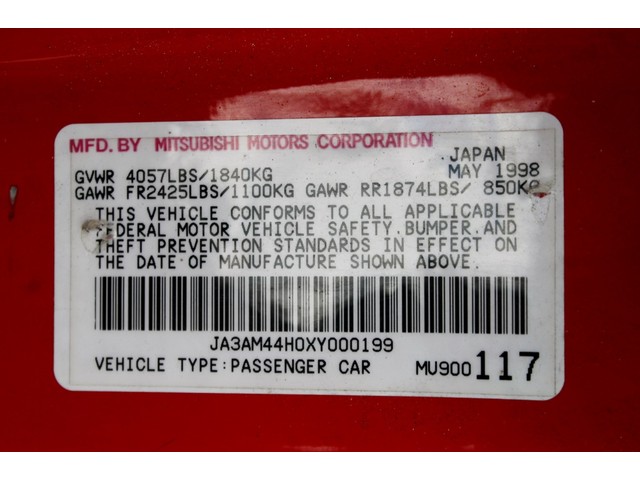 MFD. BY MITSUBISHI MOTORS CORPORATION
JAPAN
GVWR 4057LBS/1840KG MAY 1998
GAWR FR2425LBS/1100KG GAWR RR1874LBS/ 850KG
THIS VEHICLE CONFORMS TO ALL APPLICABLE
FEDERAL MOTOR VEHICLE SAFETY.BUMPER.AND
THEFT PREVENTION STANDARDS IN EFFECT ON
THE DATE OF MANUFACTURE SHOWN ABOVE.
JA3AM44H0XY000199
VEHICLE TYPE:PASSENGER CAR MU900117